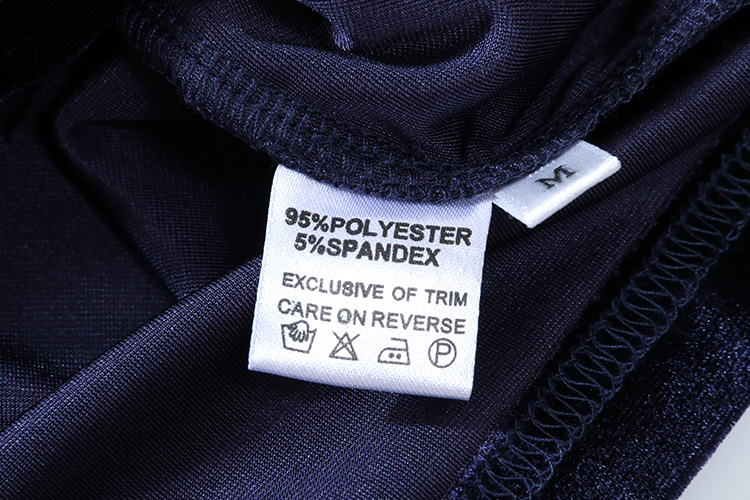 95%POLYESTER
5%SPANDEX
EXCLUSIVE OF TRIM
CARE ON REVERSE
P
M